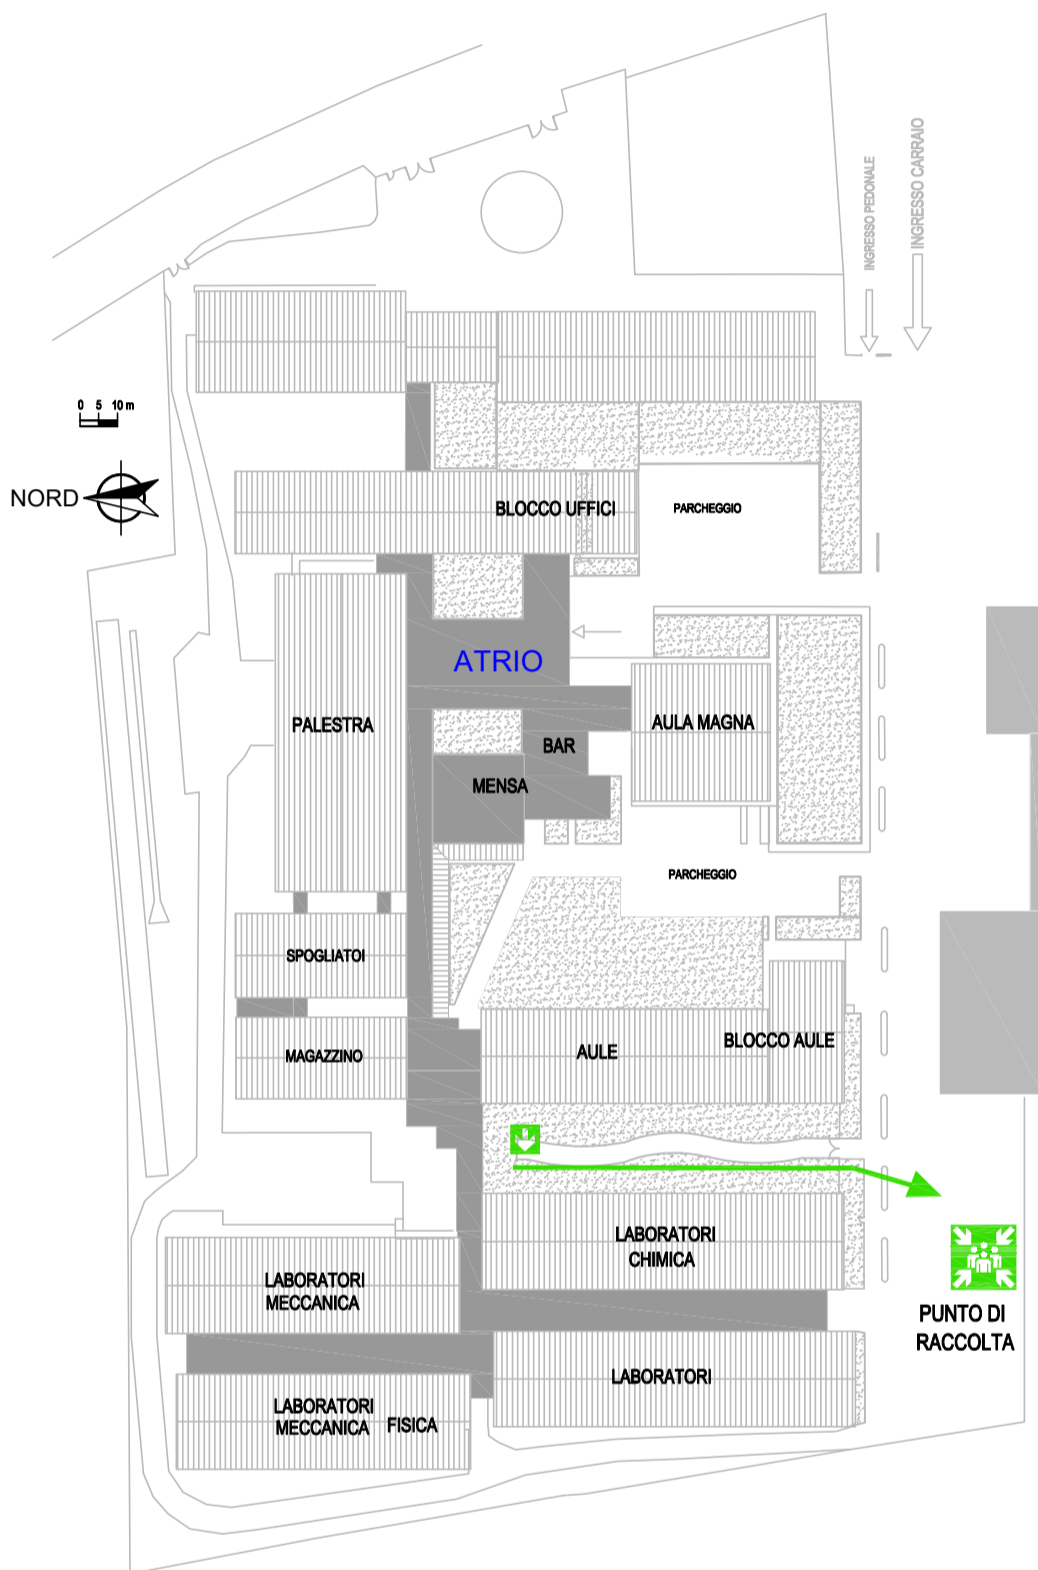 INGRESSO PEDONALE
INGRESSO CARRAIO
0 5 10 m
NORD
BLOCCO UFFICI
PARCHEGGIO
ATRIO
PALESTRA
AULA MAGNA
BAR
MENSA
PARCHEGGIO
SPOGLIATOI
MAGAZZINO
AULE
BLOCCO AULE
LABORATORI
CHIMICA
LABORATORI
MECCANICA
PUNTO DI
RACCOLTA
LABORATORI
LABORATORI
MECCANICA FISICA